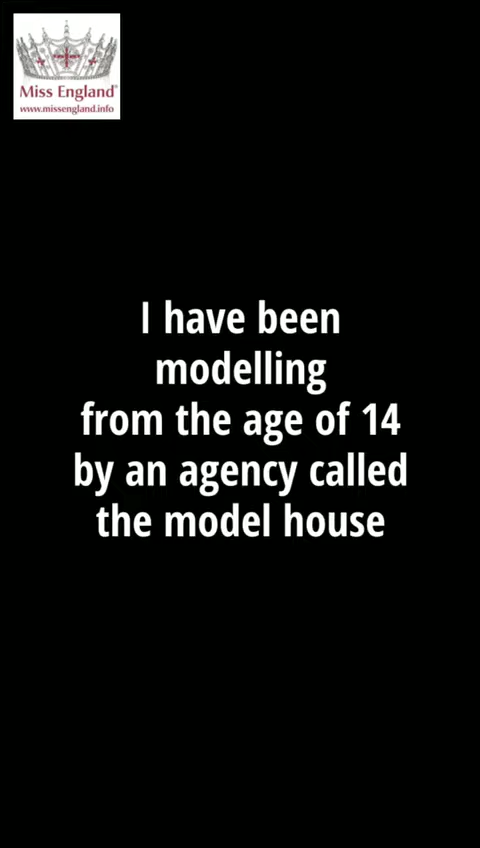 Miss England®
www.missengland.info
I have been
modelling
from the age of 14
by an agency called
the model house